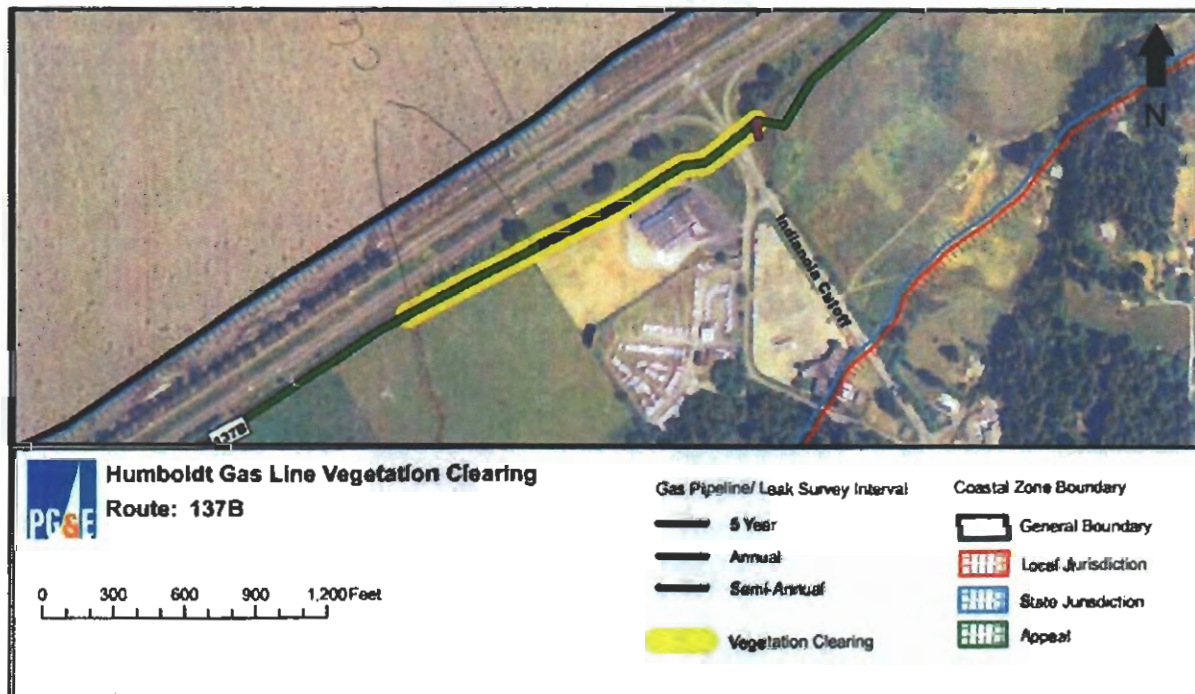 N
Indianola Cutoff
137B
PG&E
Humboldt Gas Line Vegetation Clearing
Route: 137B
0 300 600 900 1,200 Feet
Gas Pipeline/ Leak Survey Interval
5 Year
Annual
Semi-Annual
Vegetation Clearing
Coastal Zone Boundary
General Boundary
Local Jurisdiction
State Jurisdiction
Appeal